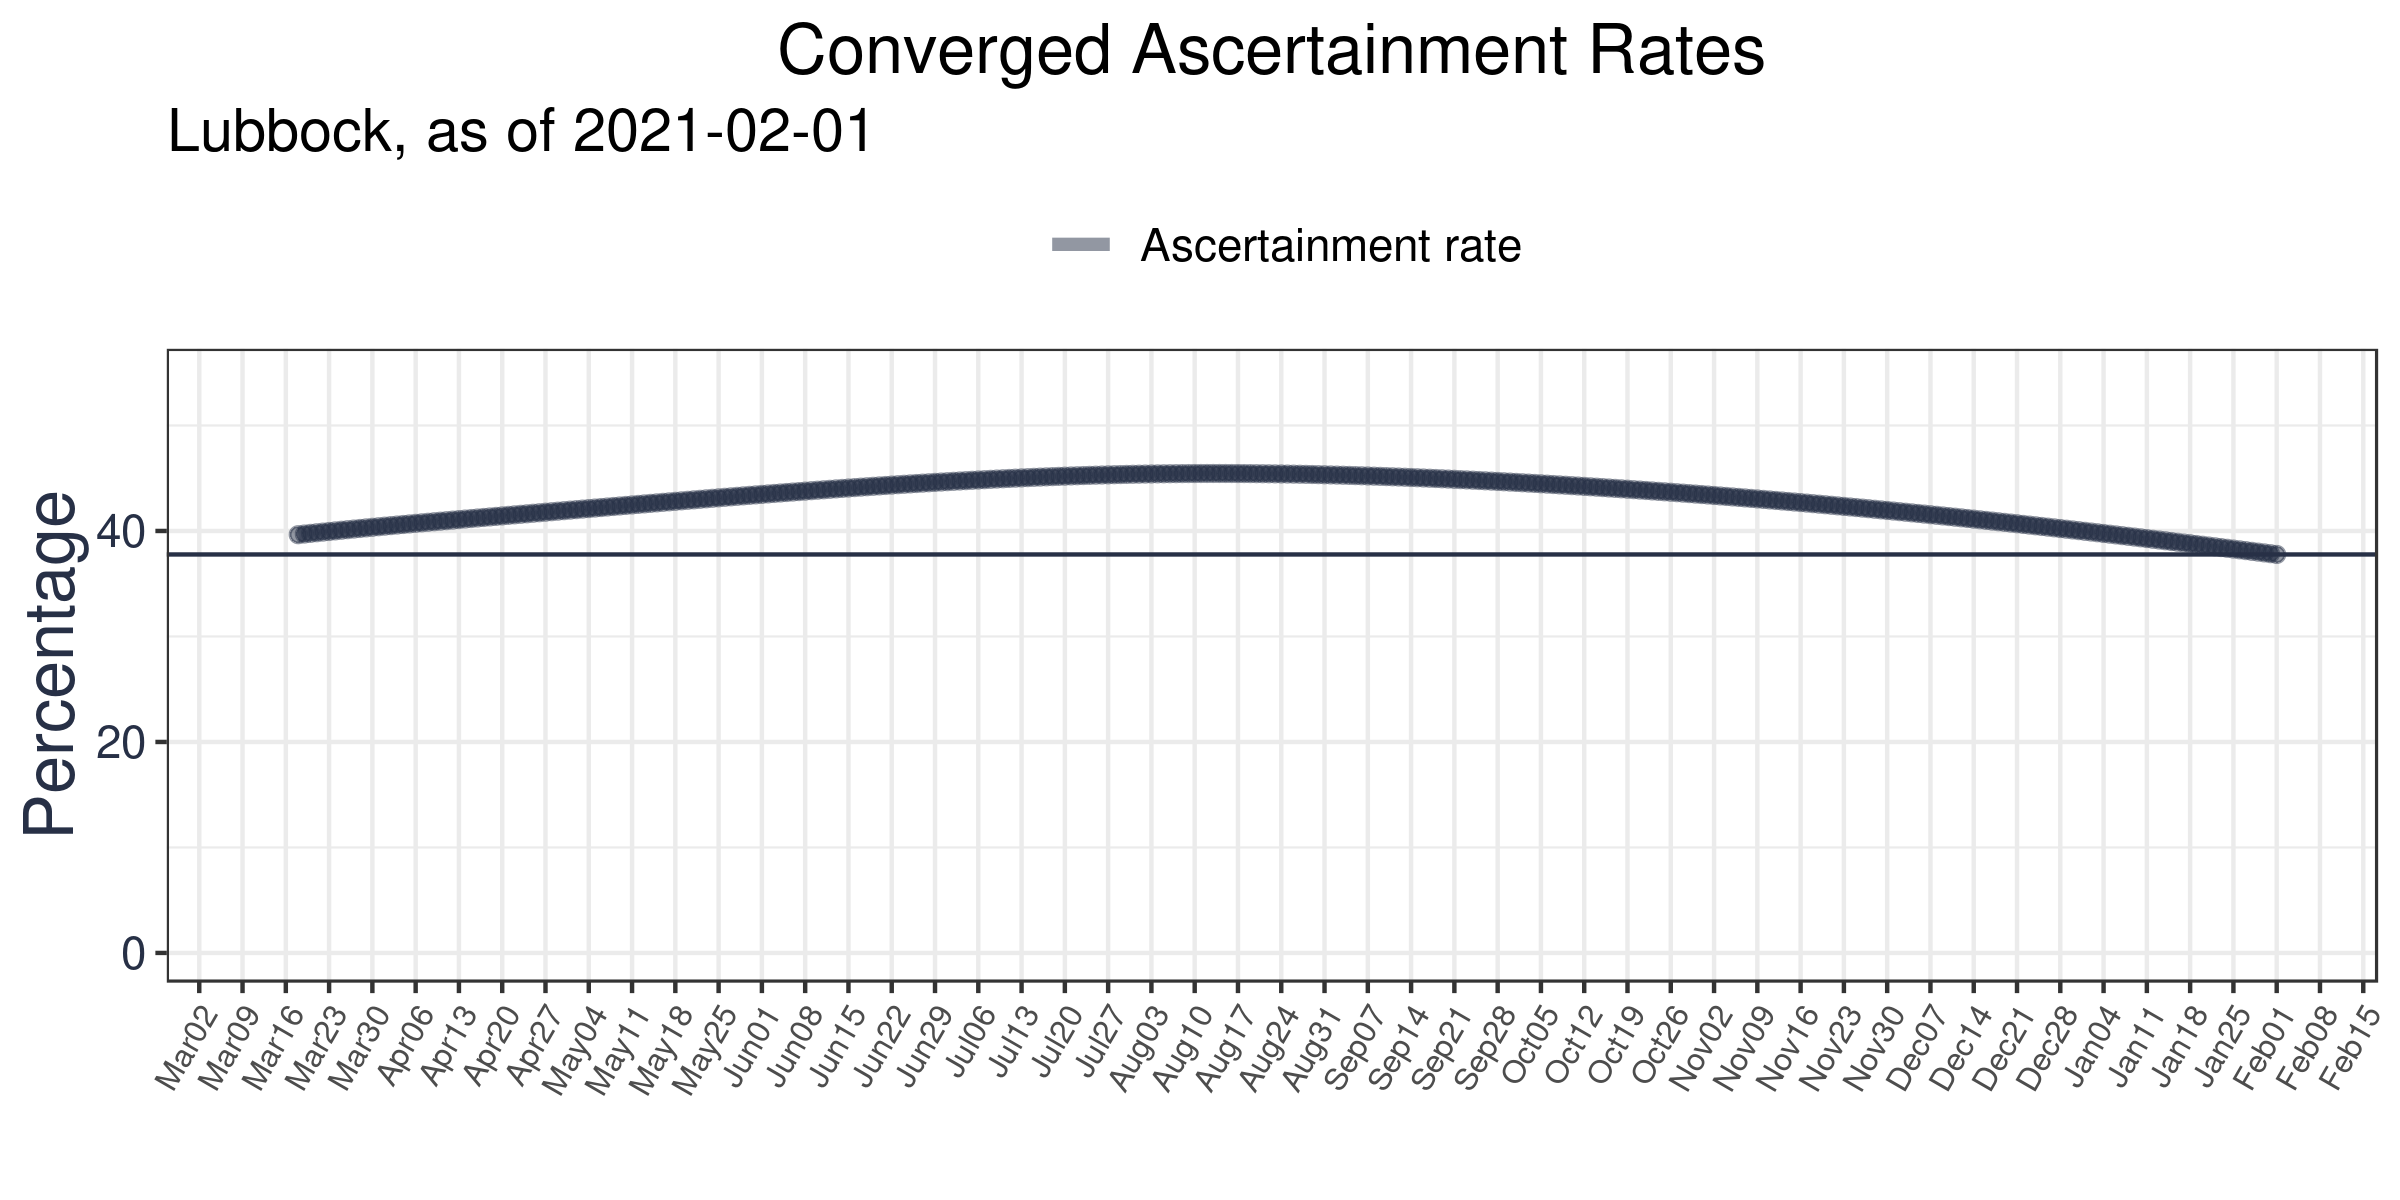 Converged Ascertainment Rates
Lubbock, as of 2021-02-01
Ascertainment rate
Percentage
40
20
0
Mar02 Mar09 Mar16 Mar23 Mar30 Apr06 Apr13 Apr20 Apr27 May04 May11 May18 May25 Jun01 Jun08 Jun15 Jun22 Jun29 Jul06 Jul13 Jul20 Jul27 Aug03 Aug10 Aug17 Aug24 Aug31 Sep07 Sep14 Sep21 Sep28 Oct05 Oct12 Oct19 Oct26 Nov02 Nov09 Nov16 Nov23 Nov30 Dec07 Dec14 Dec21 Dec28 Jan04 Jan11 Jan18 Jan25 Feb01 Feb08 Feb15